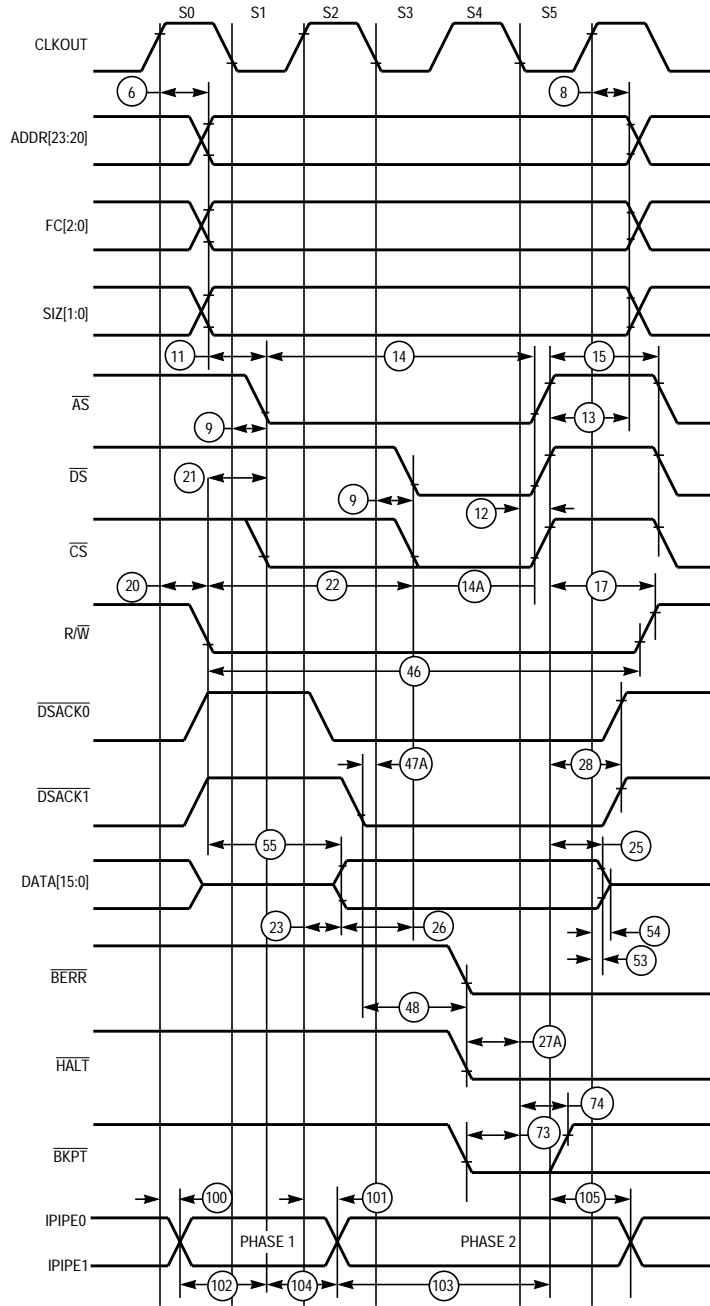 S0 S1 S2 S3 S4 S5
CLKOUT
6 8
ADDR[23:20]
FC[2:0]
SIZ[1:0]
11 14 15
AS
9 13
DS
21 9 12
CS
20 22 14A 17
R/W
46
DSACK0
47A 28
DSACK1
55 25
DATA[15:0]
23 26 54
53
BERR
48
27A
HALT
74
73
BKPT
100 101 105
IPIPE0
PHASE 1 PHASE 2
IPIPE1
102 104 103